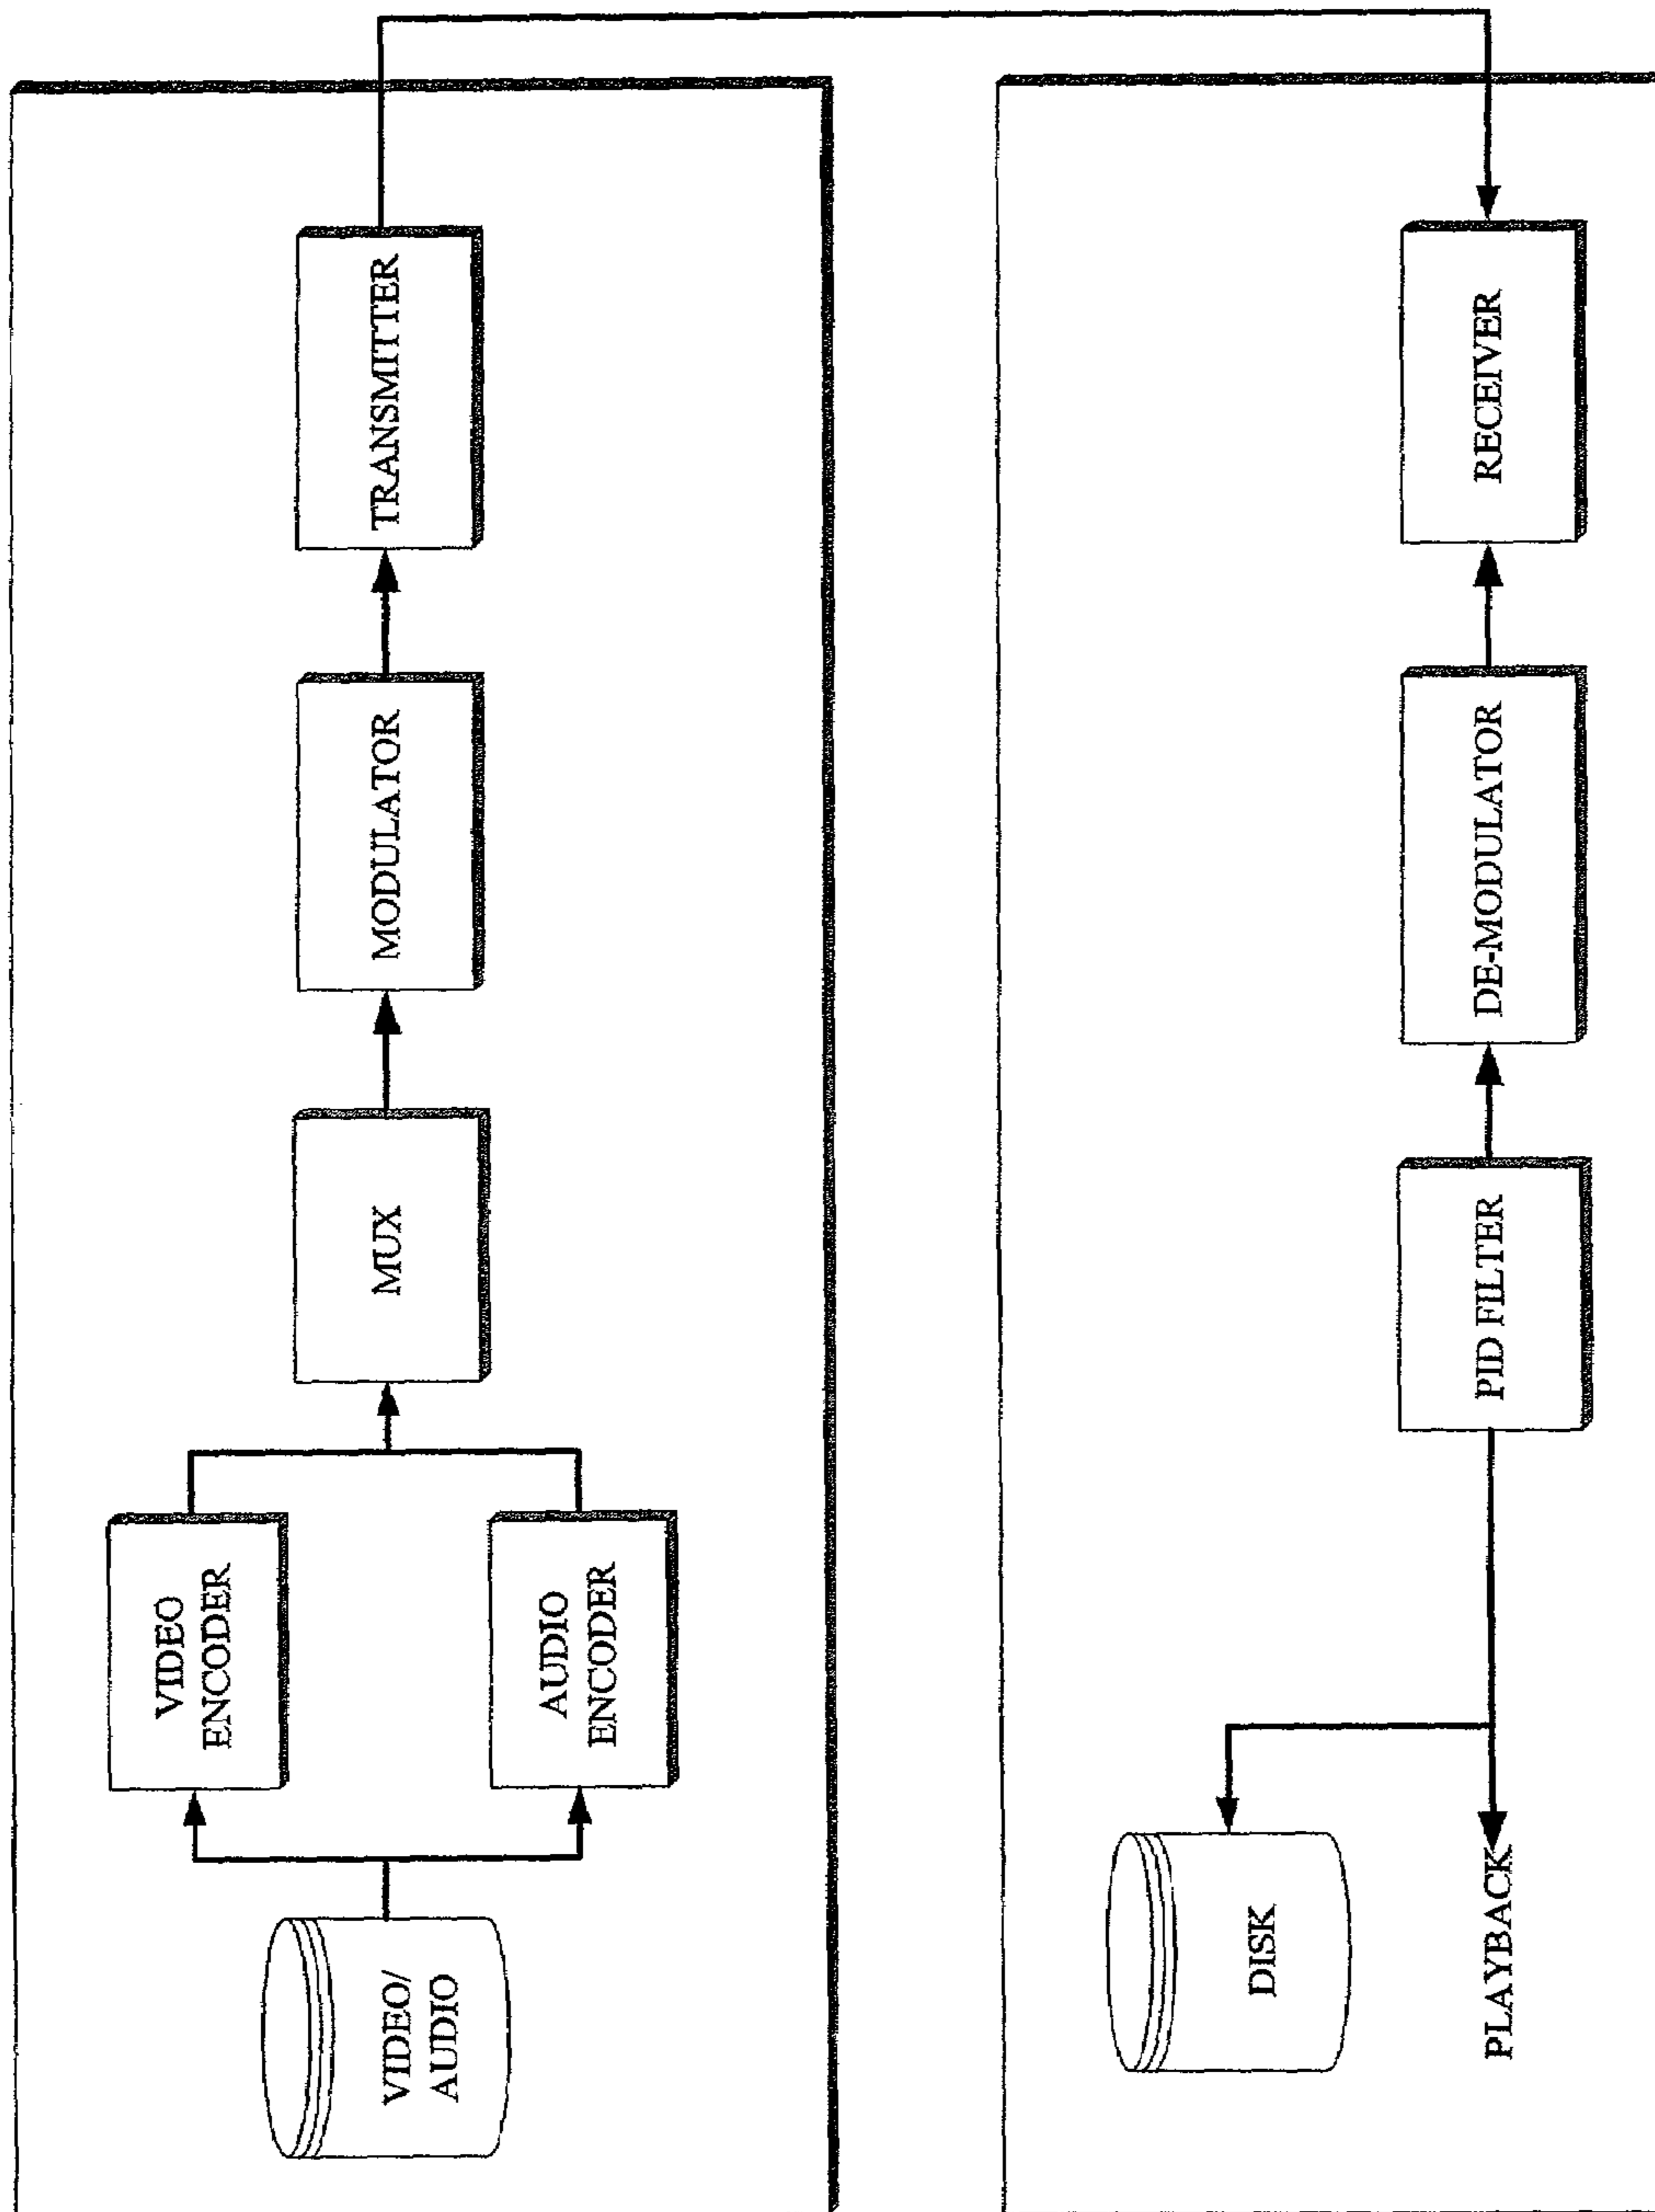 VIDEO/
AUDIO
VIDEO
ENCODER
AUDIO
ENCODER
MUX
MODULATOR
TRANSMITTER
DISK
PLAYBACK
PID FILTER
DE-MODULATOR
RECEIVER